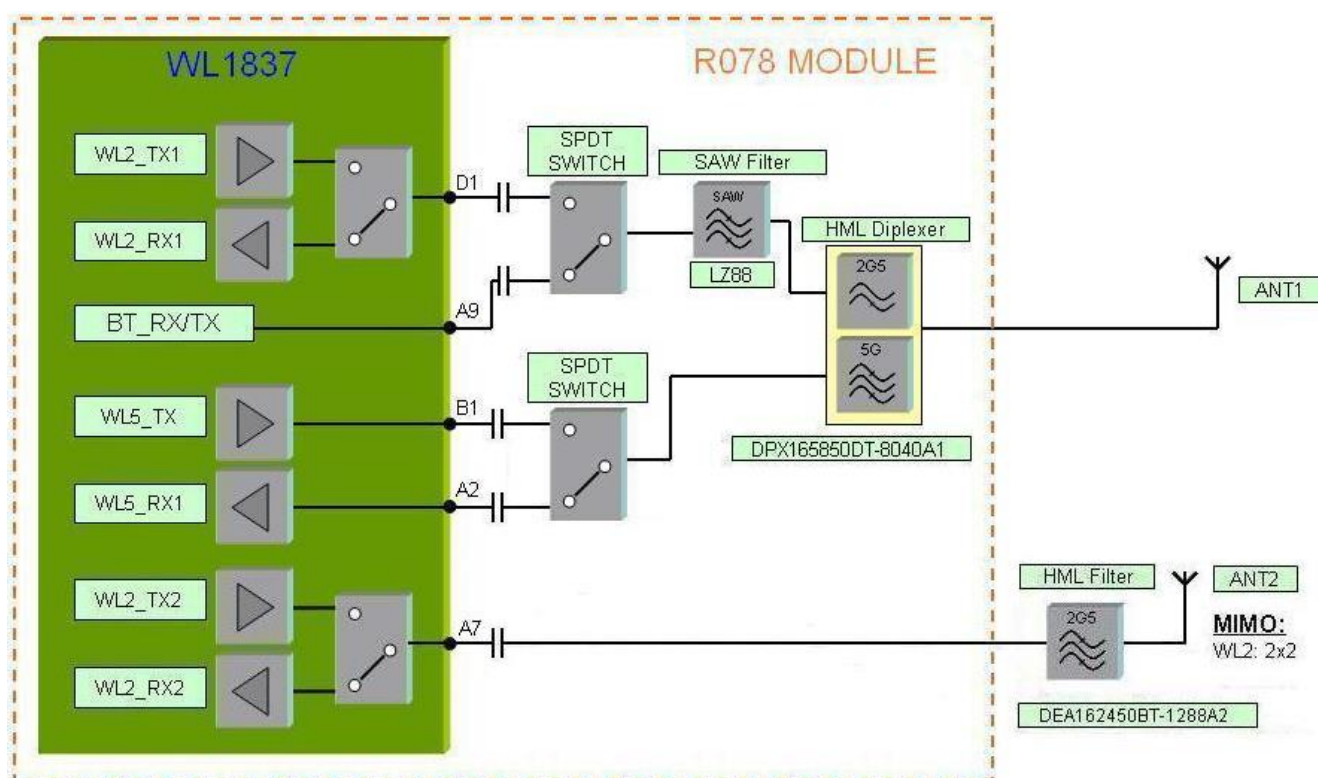 WL1837
R078 MODULE
WL2_TX1
WL2_RX1
BT_RX/TX
WL5_TX
WL5_RX1
WL2_TX2
WL2_RX2
D1
A9
B1
A2
A7
SPDT
SWITCH
SAW Filter
SAW
LZ88
HML Diplexer
2G5
5G
DPX165850DT-8040A1
SPDT
SWITCH
ANT1
HML Filter
2G5
DEA162450BT-1288A2
ANT2
MIMO:
WL2: 2x2